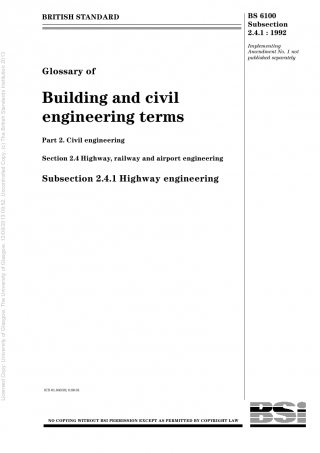 BRITISH STANDARD
BS 6100
Subsection
2.4.1 : 1992
Implementing
Amendment No. 1 not
published separately
Glossary of
Building and civil
engineering terms
Part 2. Civil engineering
Section 2.4 Highway, railway and airport engineering
Subsection 2.4.1 Highway engineering
NO COPYING WITHOUT BSI PERMISSION EXCEPT AS PERMITTED BY COPYRIGHT LAW
BSi